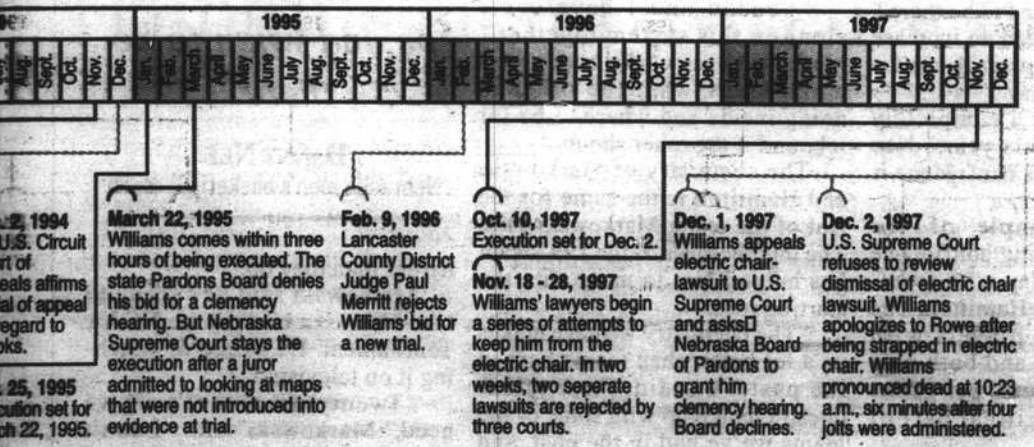 1995
1996
1997
Aug.
Sept.
Oct.
Nov.
Dec.
Jan.
Feb.
March
April
May
June
July
Aug.
Sept.
Oct.
Nov.
Dec.
Jan.
Feb.
March
April
May
June
July
Aug.
Sept.
Oct.
Nov.
Dec.
Jan.
Feb.
March
April
May
June
July
Aug.
Sept.
Oct.
Nov.
Dec.
2, 1994
U.S. Circuit
rt of
eals affirms
ial of appeal
regard to
oks.
. 25, 1995
cution set for
ch 22, 1995.
March 22, 1995
Williams comes within three
hours of being executed. The
state Pardons Board denies
his bid for a clemency
hearing. But Nebraska
Supreme Court stays the
execution after a juror
admitted to looking at maps
that were not introduced into
evidence at trial.
Feb. 9, 1996
Lancaster
County District
Judge Paul
Merritt rejects
Williams' bid for
a new trial.
Oct. 10, 1997
Execution set for Dec. 2.
Nov. 18 - 28, 1997
Williams' lawyers begin
a series of attempts to
keep him from the
electric chair. In two
weeks, two seperate
lawsuits are rejected by
three courts.
Dec. 1, 1997
Williams appeals
electric chair-
lawsuit to U.S.
Supreme Court
and asks□
Nebraska Board
of Pardons to
grant him
clemency hearing.
Board declines.
Dec. 2, 1997
U.S. Supreme Court
refuses to review
dismissal of electric chair
lawsuit. Williams
apologizes to Rowe after
being strapped in electric
chair. Williams
pronounced dead at 10:23
a.m., six minutes after four
jolts were administered.